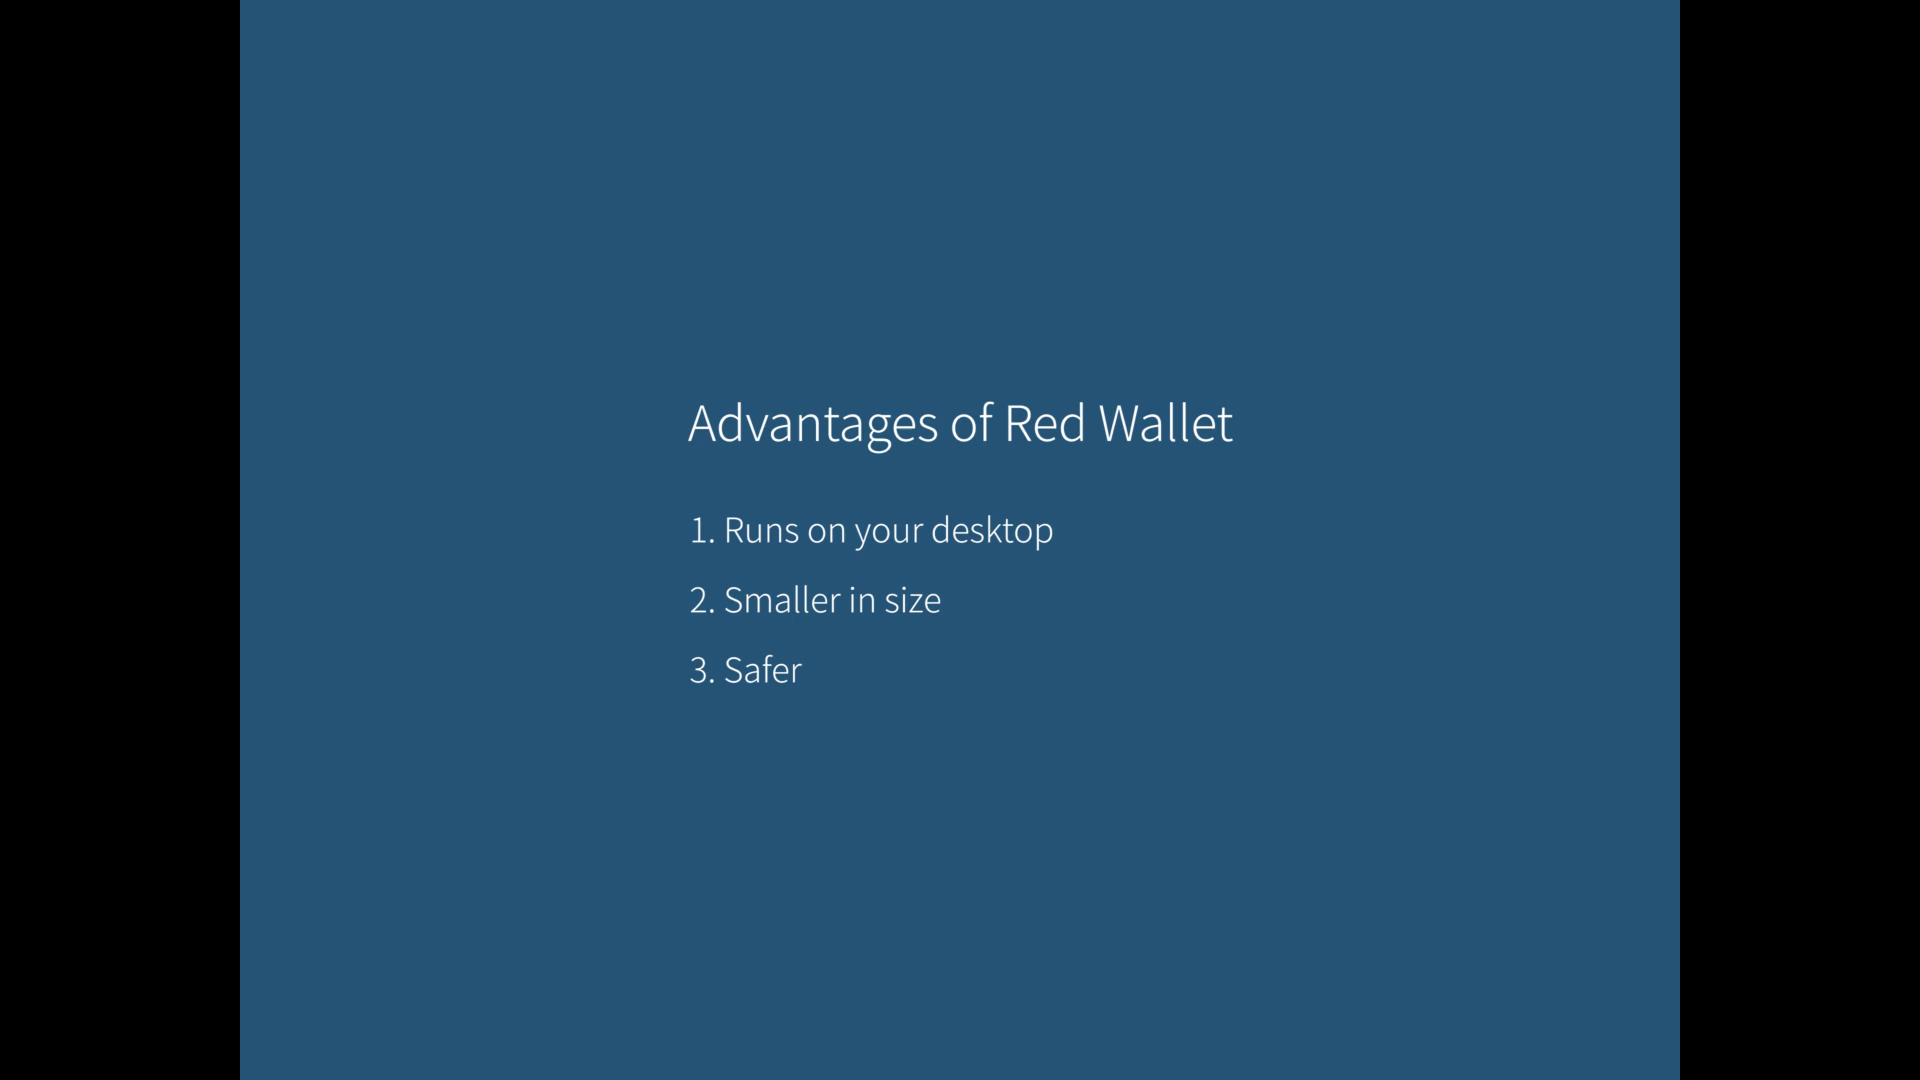 Advantages of Red Wallet
1. Runs on your desktop
2. Smaller in size
3. Safer